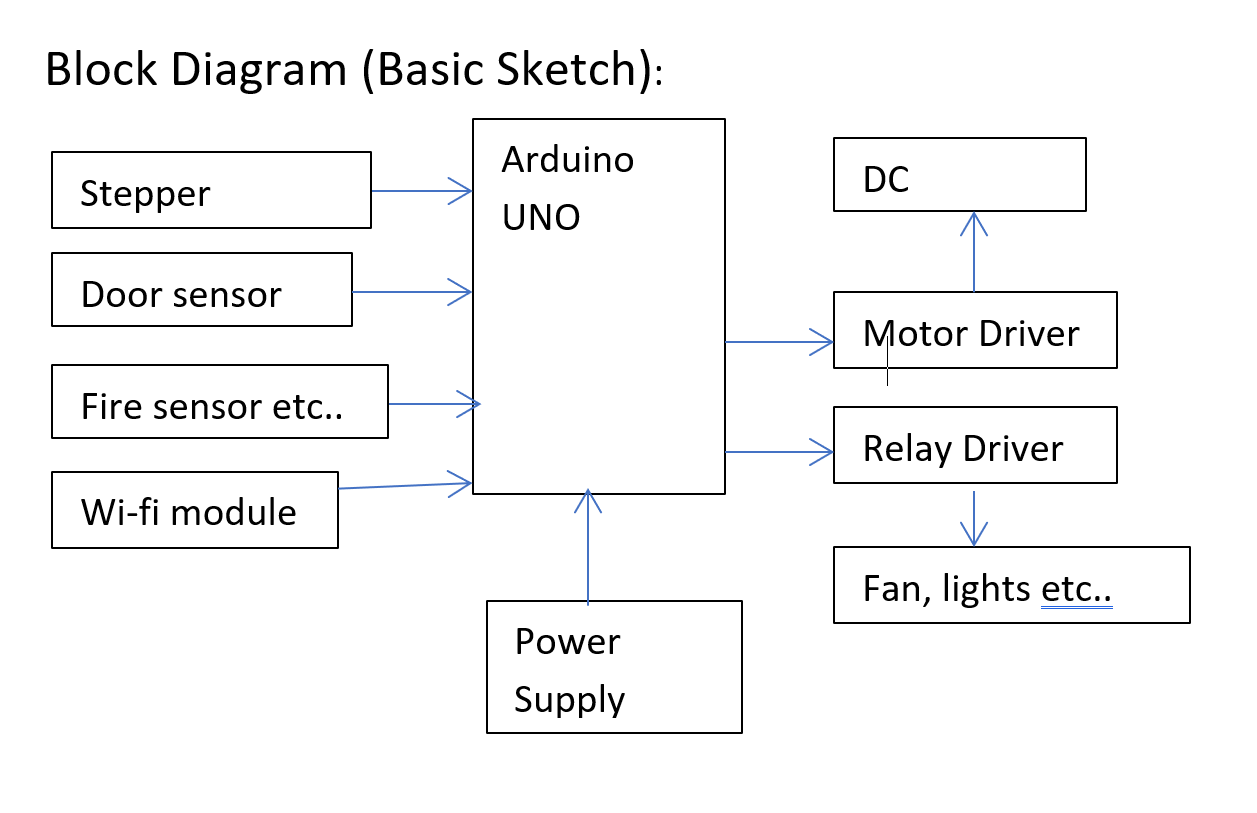 Block Diagram (Basic Sketch):
Stepper
Door sensor
Fire sensor etc..
Wi-fi module
Arduino
UNO
Power
Supply
DC
Motor Driver
Relay Driver
Fan, lights etc..